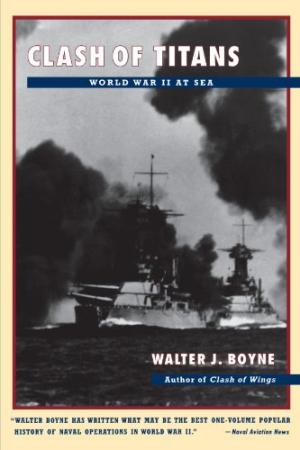 CLASH OF TITANS
WORLD WAR II AT SEA
WALTER J. BOYNE
Author of Clash of Wings
"WALTER BOYNE HAS WRITTEN WHAT MAY BE THE BEST ONE-VOLUME POPULAR
HISTORY OF NAVAL OPERATIONS IN WORLD WAR II." —Naval Aviation News